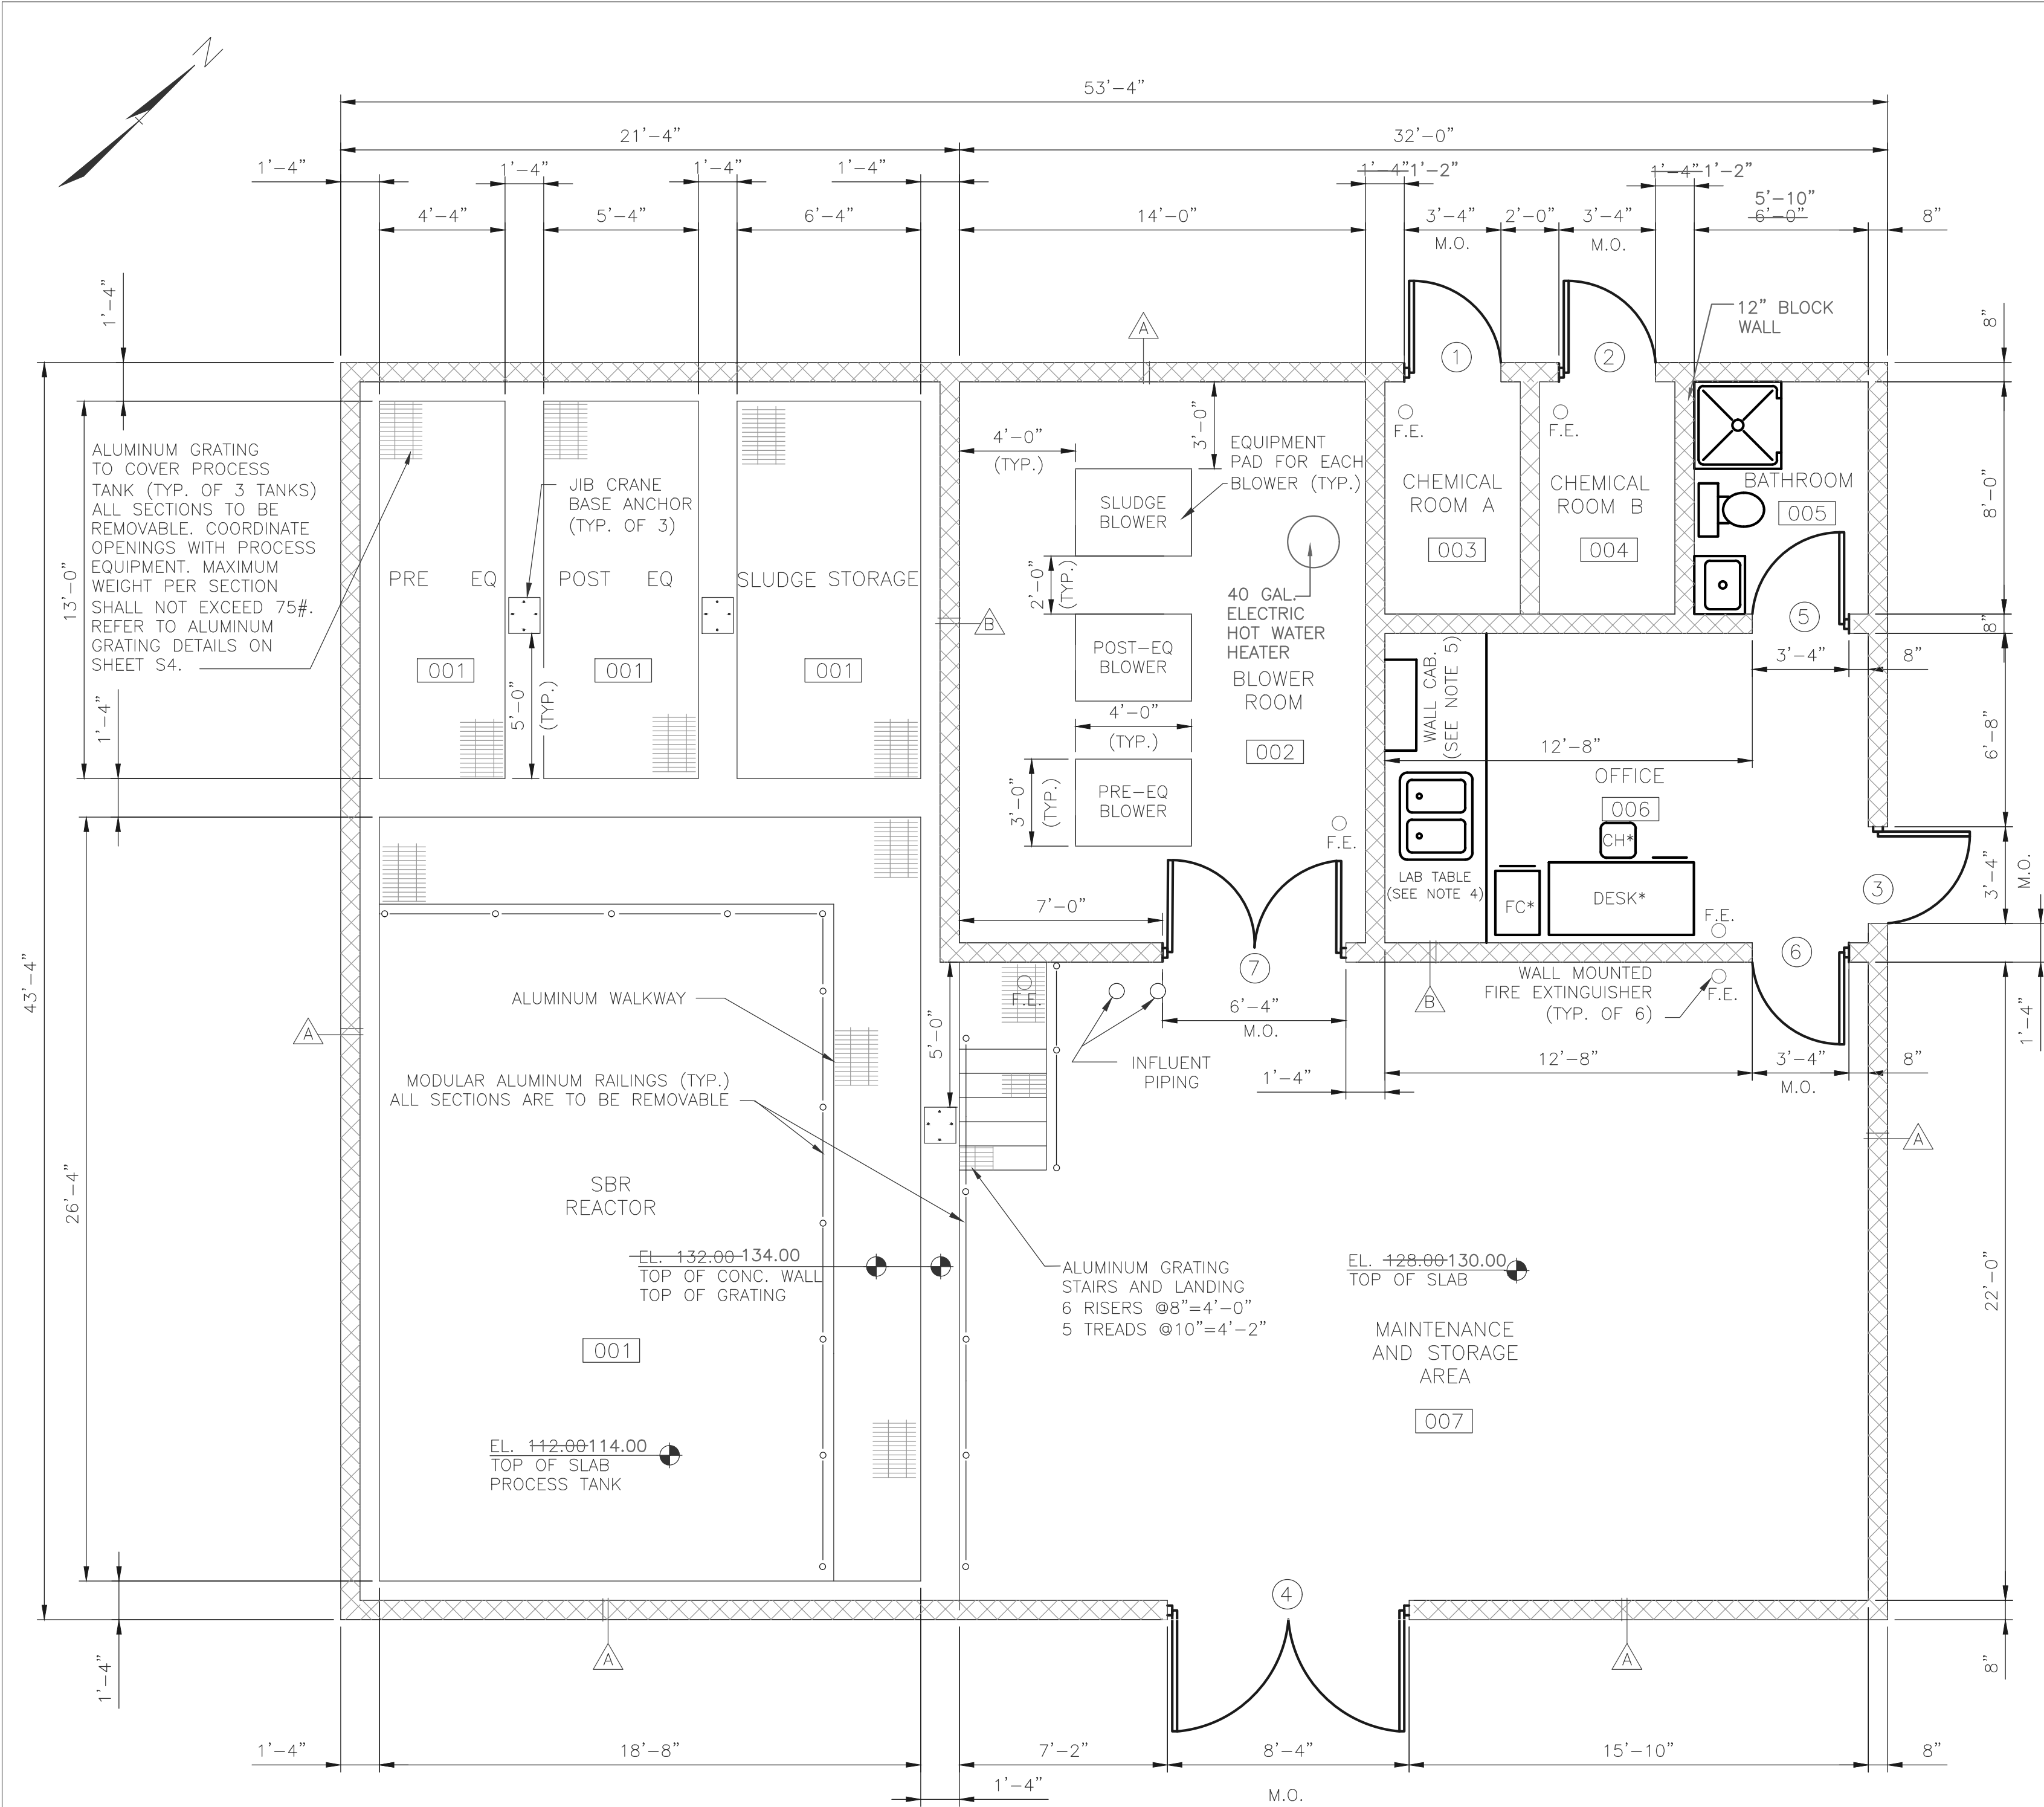 N
53'-4"
21'-4"
32'-0"
1'-4"
1'-4"
1'-4"
1'-4"
1'-4" 1'-2"
1'-4" 1'-2"
4'-4"
5'-4"
6'-4"
14'-0"
3'-4"
M.O.
2'-0"
3'-4"
M.O.
5'-10"
6'-0"
8"
1'-4"
A
12" BLOCK
WALL
8"
1
2
ALUMINUM GRATING
TO COVER PROCESS
TANK (TYP. OF 3 TANKS)
ALL SECTIONS TO BE
REMOVABLE. COORDINATE
OPENINGS WITH PROCESS
EQUIPMENT. MAXIMUM
WEIGHT PER SECTION
SHALL NOT EXCEED 75#.
REFER TO ALUMINUM
GRATING DETAILS ON
SHEET S4.
13'-0"
JIB CRANE
BASE ANCHOR
(TYP. OF 3)
4'-0"
(TYP.)
3'-0"
EQUIPMENT
PAD FOR EACH
BLOWER (TYP.)
SLUDGE
BLOWER
F.E.
F.E.
CHEMICAL
ROOM A
003
CHEMICAL
ROOM B
004
BATHROOM
005
8'-0"
PRE EQ
001
POST EQ
001
SLUDGE STORAGE
001
5'-0"
(TYP.)
B
2'-0"
(TYP.)
40 GAL.
ELECTRIC
HOT WATER
HEATER
POST-EQ
BLOWER
BLOWER
ROOM
002
4'-0"
(TYP.)
5
8"
3'-4"
8"
WALL CAB.
(SEE NOTE 5)
12'-8"
OFFICE
006
6'-8"
1'-4"
3'-0"
(TYP.)
PRE-EQ
BLOWER
F.E.
CH*
LAB TABLE
(SEE NOTE 4)
FC*
DESK*
F.E.
3
3'-4"
M.O.
7'-0"
7
6
43'-4"
F.E.
B
WALL MOUNTED
FIRE EXTINGUISHER
(TYP. OF 6)
F.E.
1'-4"
ALUMINUM WALKWAY
A
5'-0"
6'-4"
M.O.
INFLUENT
PIPING
1'-4"
12'-8"
3'-4"
M.O.
8"
MODULAR ALUMINUM RAILINGS (TYP.)
ALL SECTIONS ARE TO BE REMOVABLE
A
26'-4"
SBR
REACTOR
EL. 132.00 134.00
TOP OF CONC. WALL
TOP OF GRATING
001
ALUMINUM GRATING
STAIRS AND LANDING
6 RISERS @8"=4'-0"
5 TREADS @10"=4'-2"
EL. 128.00 130.00
TOP OF SLAB
MAINTENANCE
AND STORAGE
AREA
007
22'-0"
EL. 112.00 114.00
TOP OF SLAB
PROCESS TANK
4
A
A
1'-4"
8"
1'-4"
18'-8"
7'-2"
8'-4"
15'-10"
8"
1'-4"
M.O.